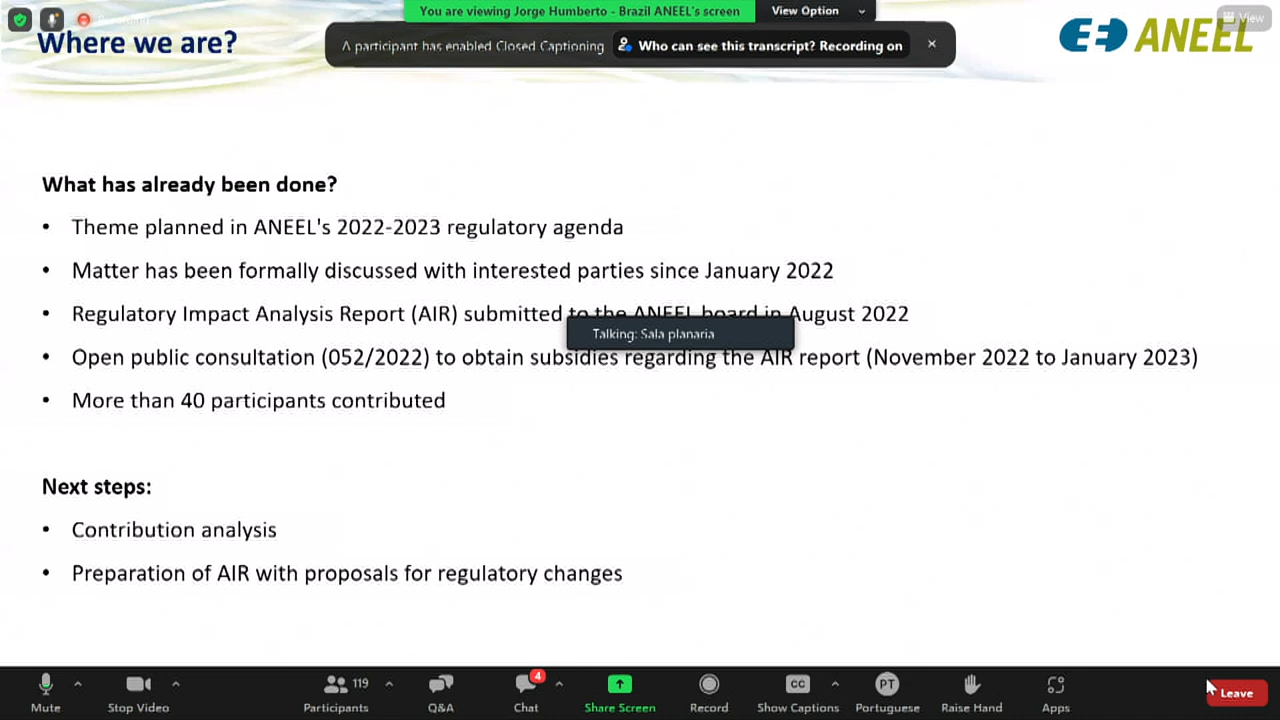 You are viewing Jorge Humberto - Brazil ANEEL's screen
View Option
Recording
View
Where we are?
A participant has enabled Closed Captioning
Who can see this transcript? Recording on
ANEEL
What has already been done?
• Theme planned in ANEEL's 2022-2023 regulatory agenda
• Matter has been formally discussed with interested parties since January 2022
• Regulatory Impact Analysis Report (AIR) submitted to the ANEEL board in August 2022
Talking: Sala planaria
• Open public consultation (052/2022) to obtain subsidies regarding the AIR report (November 2022 to January 2023)
• More than 40 participants contributed
Next steps:
• Contribution analysis
• Preparation of AIR with proposals for regulatory changes
119
4
CC
PT
Mute
Stop Video
Participants
Q&A
Chat
Share Screen
Record
Show Captions
Portuguese
Raise Hand
Apps
Leave